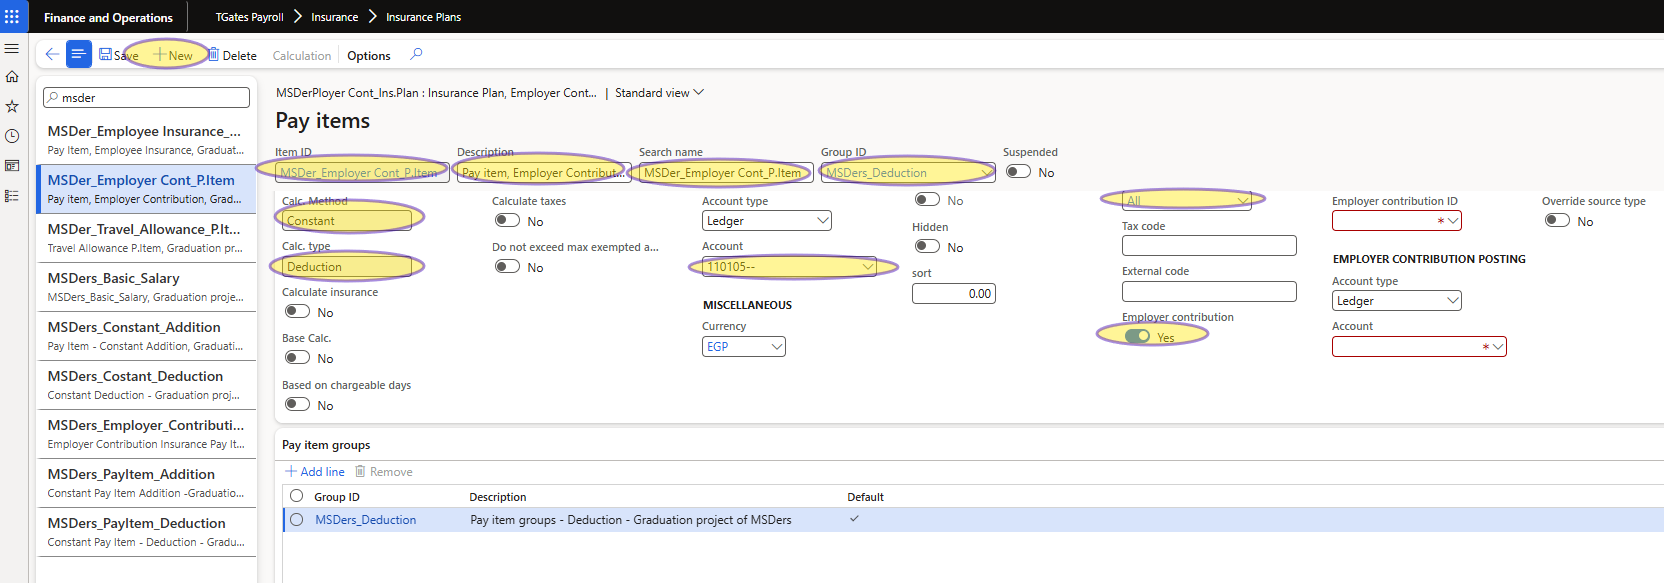 Finance and Operations
TGates Payroll > Insurance > Insurance Plans
Save + New Delete Calculation Options
msder
MSDer_Employee Insurance_...
Pay Item, Employee Insurance, Graduat...
MSDer_Employer Cont_P.Item
Pay item, Employer Contribution, Grad...
MSDer_Travel_Allowance_P.It...
Travel Allowance P.Item, Graduation pr...
MSDers_Basic_Salary
MSDers_Basic_Salary, Graduation proje...
MSDers_Constant_Addition
Pay Item - Constant Addition, Graduati...
MSDers_Costant_Deduction
Constant Deduction - Graduation proj...
MSDers_Employer_Contributi...
Employer Contribution Insurance Pay It...
MSDers_PayItem_Addition
Constant Pay Item Addition -Graduatio...
MSDers_PayItem_Deduction
Constant Pay Item - Deduction - Gradu...
MSDerPloyer Cont_Ins.Plan : Insurance Plan, Employer Cont... | Standard view
Pay items
Item ID
MSDer_Employer Cont_P.Item
Description
Pay item, Employer Contribut...
Search name
MSDer_Employer Cont_P.Item
Group ID
MSDers_Deduction
Suspended
No
Calc. Method
Constant
Calc. type
Deduction
Calculate insurance
No
Base Calc.
No
Based on chargeable days
No
Calculate taxes
No
Do not exceed max exempted a...
No
Account type
Ledger
Account
110105--
MISCELLANEOUS
Currency
EGP
No
Hidden
No
sort
0.00
All
Tax code
External code
Employer contribution
Yes
Employer contribution ID
*
EMPLOYER CONTRIBUTION POSTING
Account type
Ledger
Account
*
Override source type
No
Pay item groups
+ Add line Remove
Group ID Description Default
MSDers_Deduction Pay item groups - Deduction - Graduation project of MSDers